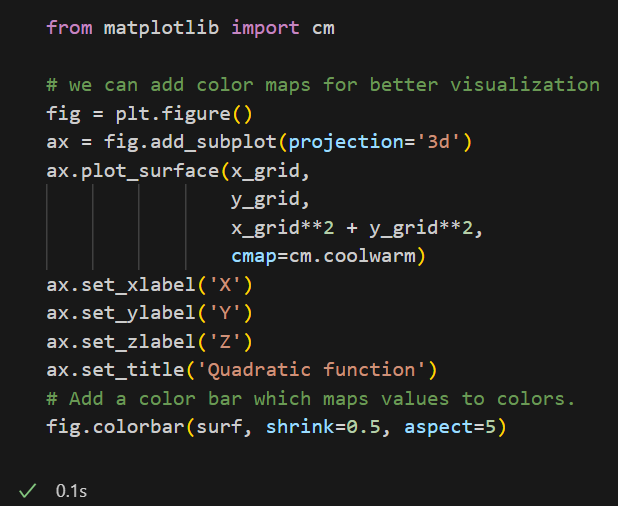 from matplotlib import cm
# we can add color maps for better visualization
fig = plt.figure()
ax = fig.add_subplot(projection='3d')
ax.plot_surface(x_grid,
y_grid,
x_grid**2 + y_grid**2,
cmap=cm.coolwarm)
ax.set_xlabel('X')
ax.set_ylabel('Y')
ax.set_zlabel('Z')
ax.set_title('Quadratic function')
# Add a color bar which maps values to colors.
fig.colorbar(surf, shrink=0.5, aspect=5)
0.1s